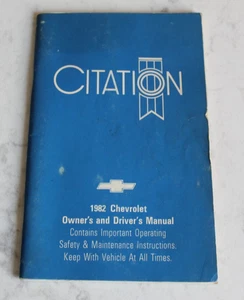 CITATION
1982 Chevrolet
Owner's and Driver's Manual
Contains Important Operating
Safety & Maintenance Instructions.
Keep With Vehicle At All Times.